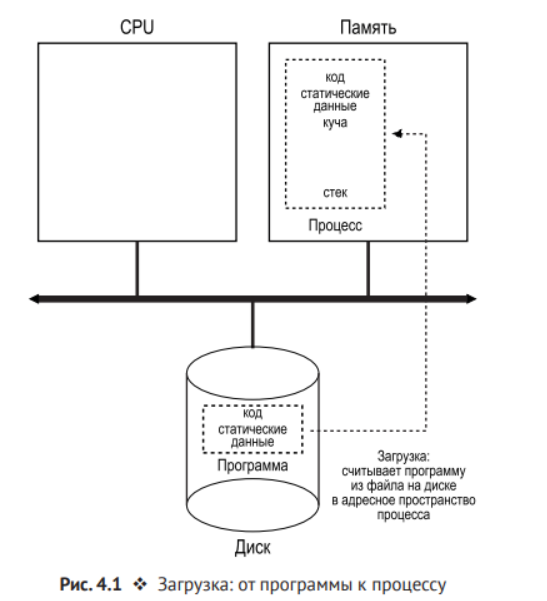 CPU
Память
код
статические
данные
куча
стек
Процесс
код
статические
данные
Программа
Загрузка:
считывает программу
из файла на диске
в адресное пространство
процесса
Диск
Рис. 4.1 ❖ Загрузка: от программы к процессу